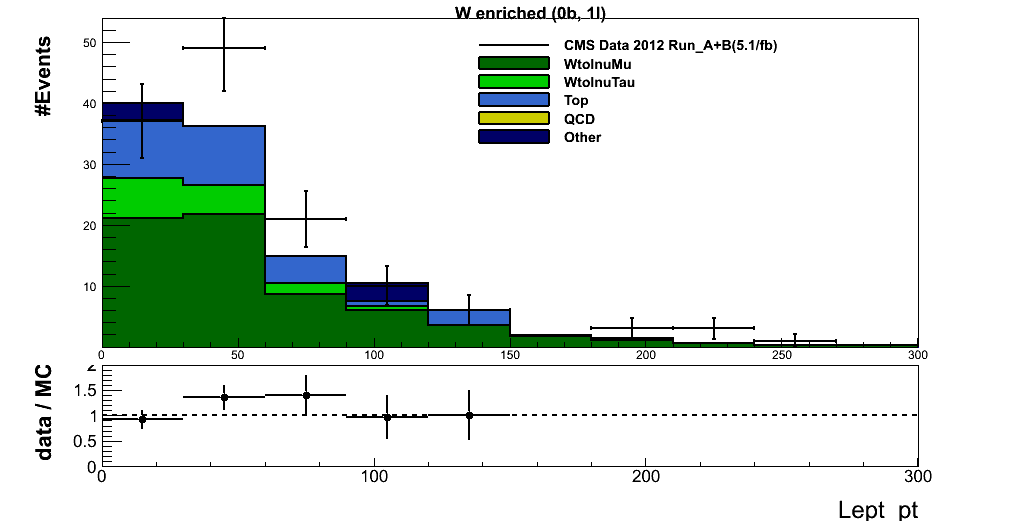 W enriched (0b, 1l)
#Events
50
40
30
20
10
CMS Data 2012 Run_A+B(5.1/fb)
WtolnuMu
WtolnuTau
Top
QCD
Other
0 50 100 150 200 250 300
data / MC
2
1.5
1
0.5
0
0 100 200 300
Lept_pt